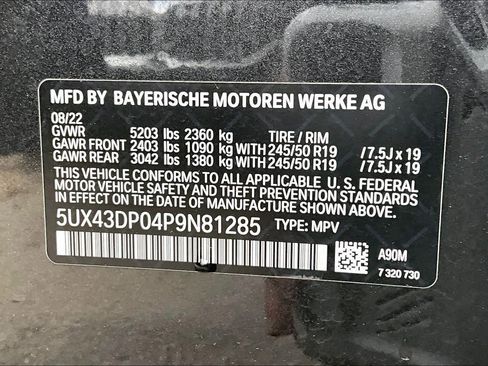 MFD BY BAYERISCHE MOTOREN WERKE AG
08/22
GVWR 5203 lbs 2360 kg TIRE / RIM
GAWR FRONT 2403 lbs 1090 kg WITH 245/50 R19 /7.5J x 19
GAWR REAR 3042 lbs 1380 kg WITH 245/50 R19 /7.5J x 19
THIS VEHICLE CONFORMS TO ALL APPLICABLE U. S. FEDERAL
MOTOR VEHICLE SAFETY AND THEFT PREVENTION STANDARDS
IN EFFECT ON THE DATE OF MANUFACTURE SHOWN ABOVE.
5UX43DP04P9N81285 TYPE: MPV
A90M
7 320 730